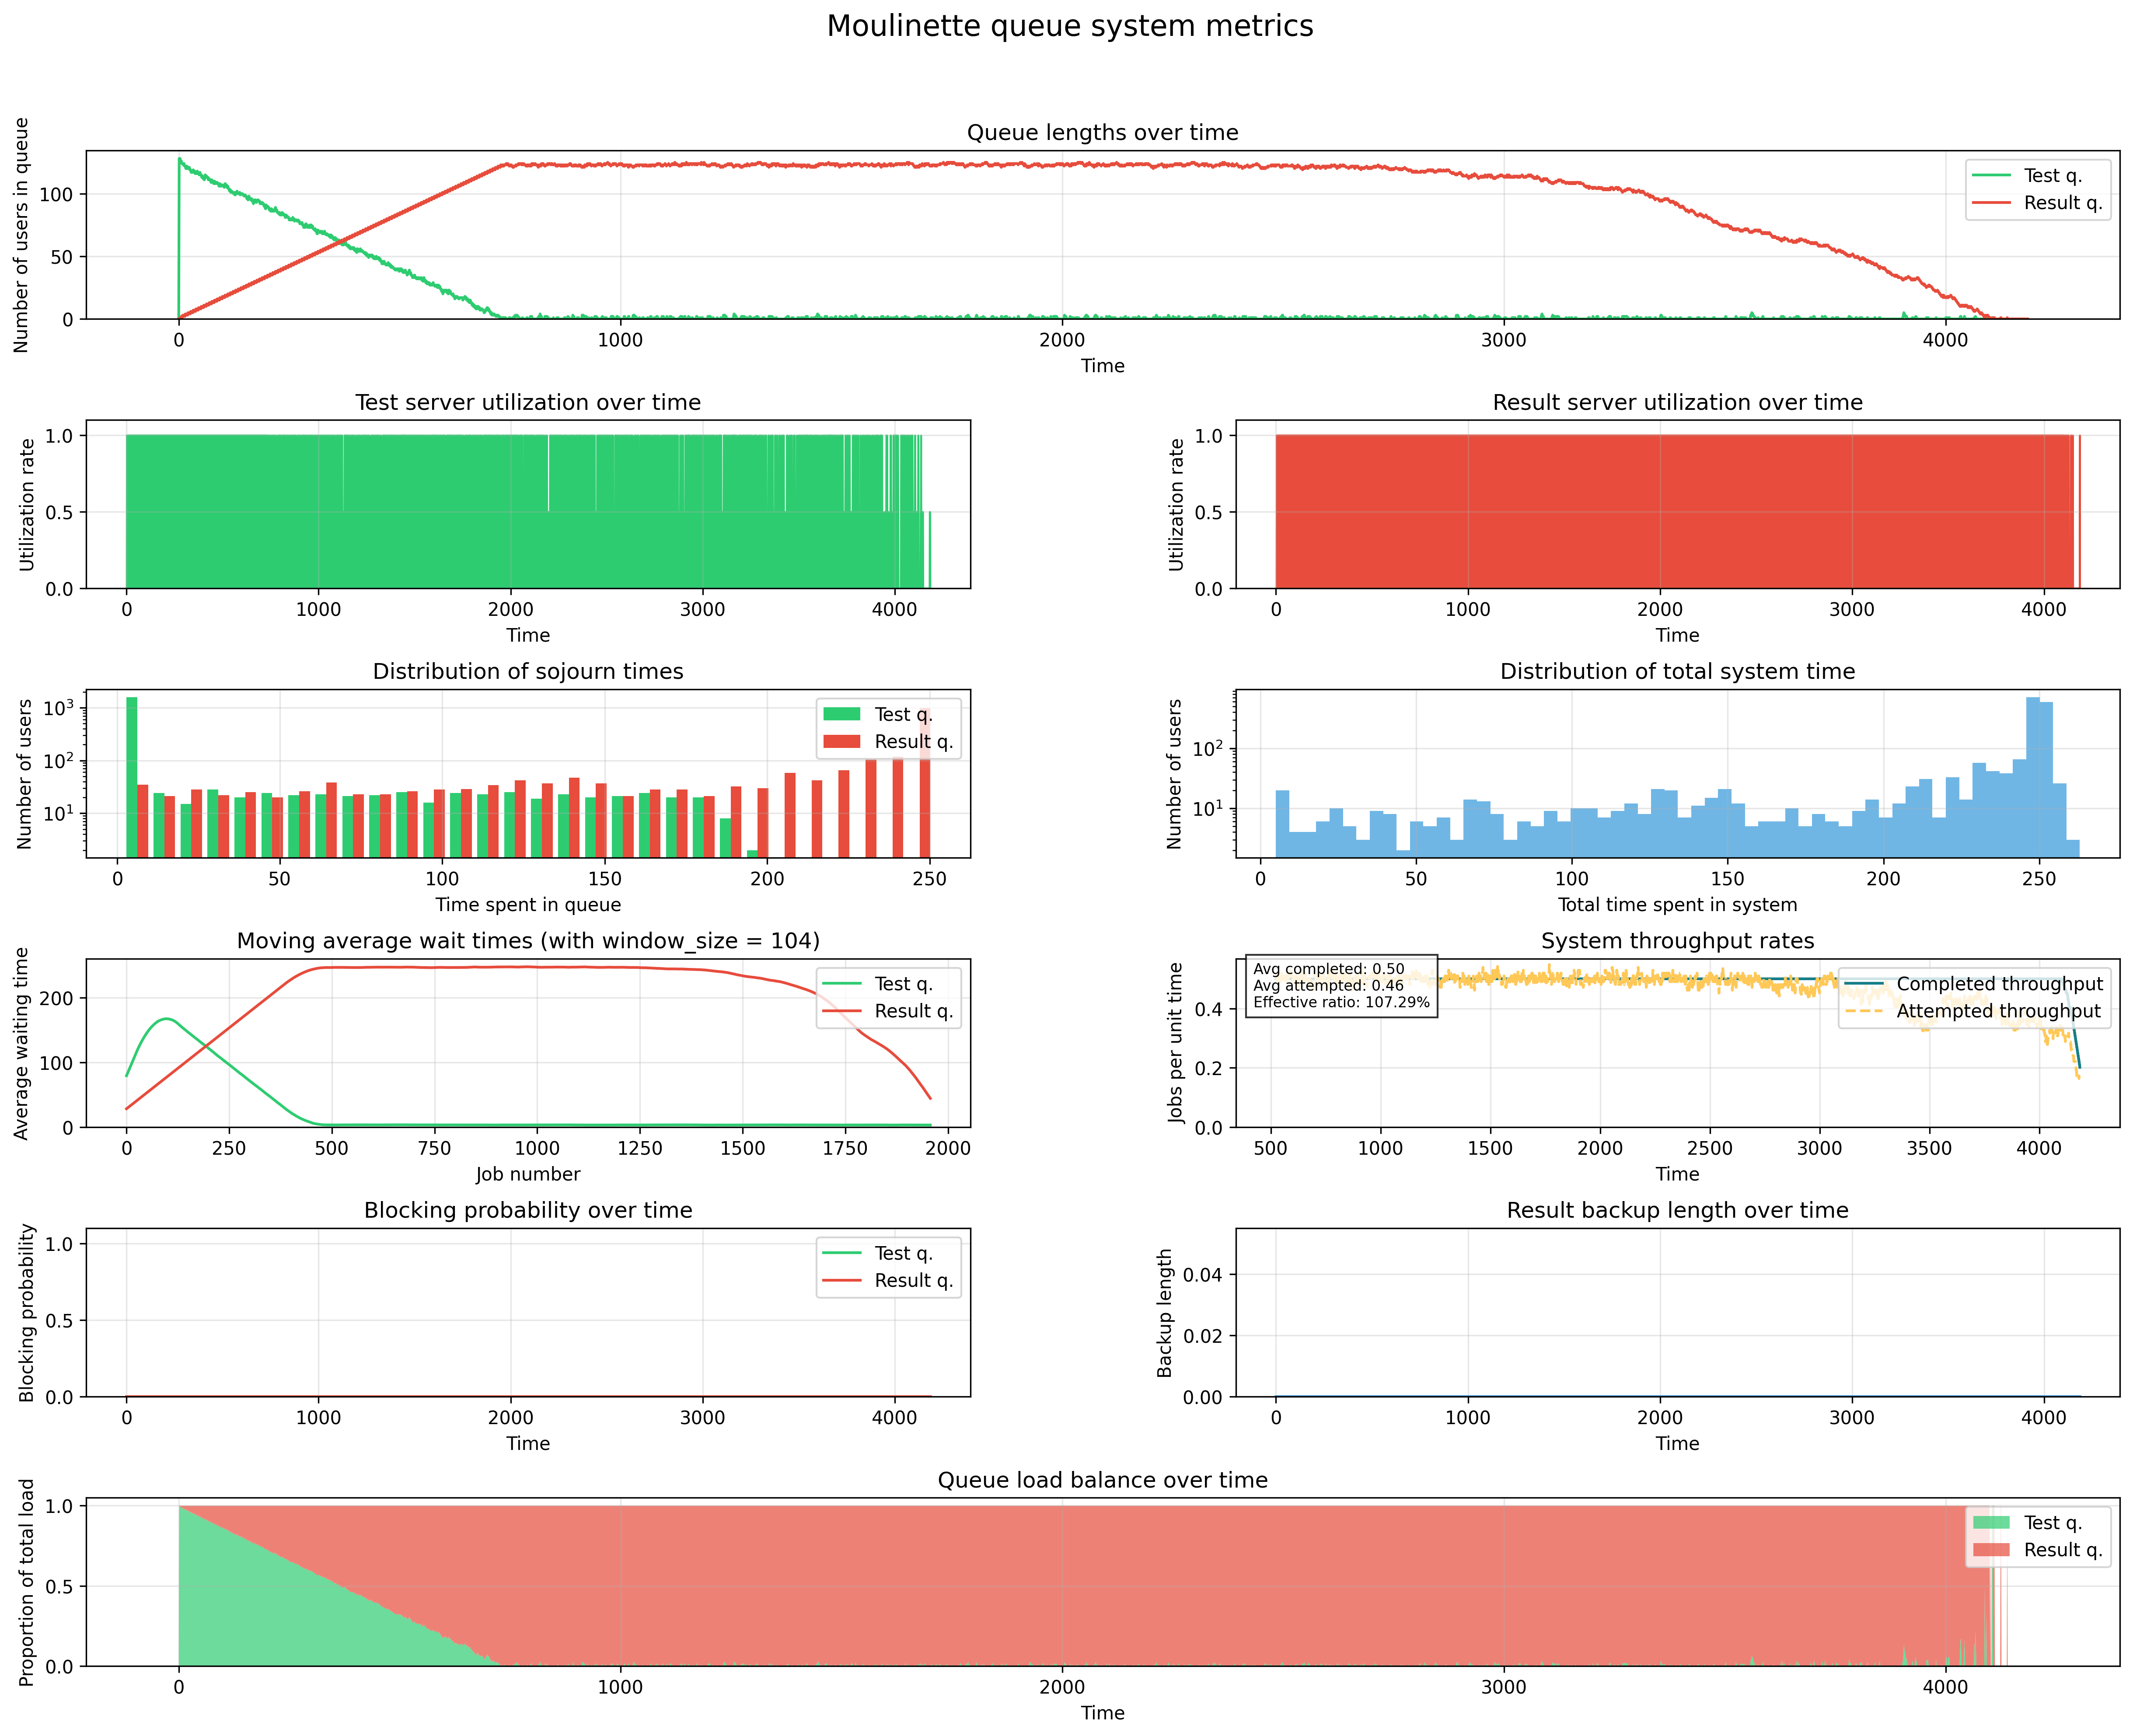 Moulinette queue system metrics
Queue lengths over time
Number of users in queue
100
50
0
Test q.
Result q.
0 1000 2000 3000 4000
Time
Test server utilization over time
Utilization rate
1.0
0.5
0.0
0 1000 2000 3000 4000
Time
Result server utilization over time
Utilization rate
1.0
0.5
0.0
0 1000 2000 3000 4000
Time
Distribution of sojourn times
Number of users
10³
10²
10¹
Test q.
Result q.
0 50 100 150 200 250
Time spent in queue
Distribution of total system time
Number of users
10²
10¹
0 50 100 150 200 250
Total time spent in system
Moving average wait times (with window_size = 104)
Average waiting time
200
100
0
Test q.
Result q.
0 250 500 750 1000 1250 1500 1750 2000
Job number
System throughput rates
Jobs per unit time
0.4
0.2
0.0
Avg completed: 0.50
Avg attempted: 0.46
Effective ratio: 107.29%
Completed throughput
Attempted throughput
500 1000 1500 2000 2500 3000 3500 4000
Time
Blocking probability over time
Blocking probability
1.0
0.5
0.0
Test q.
Result q.
0 1000 2000 3000 4000
Time
Result backup length over time
Backup length
0.04
0.02
0.00
0 1000 2000 3000 4000
Time
Queue load balance over time
Proportion of total load
1.0
0.5
0.0
Test q.
Result q.
0 1000 2000 3000 4000
Time